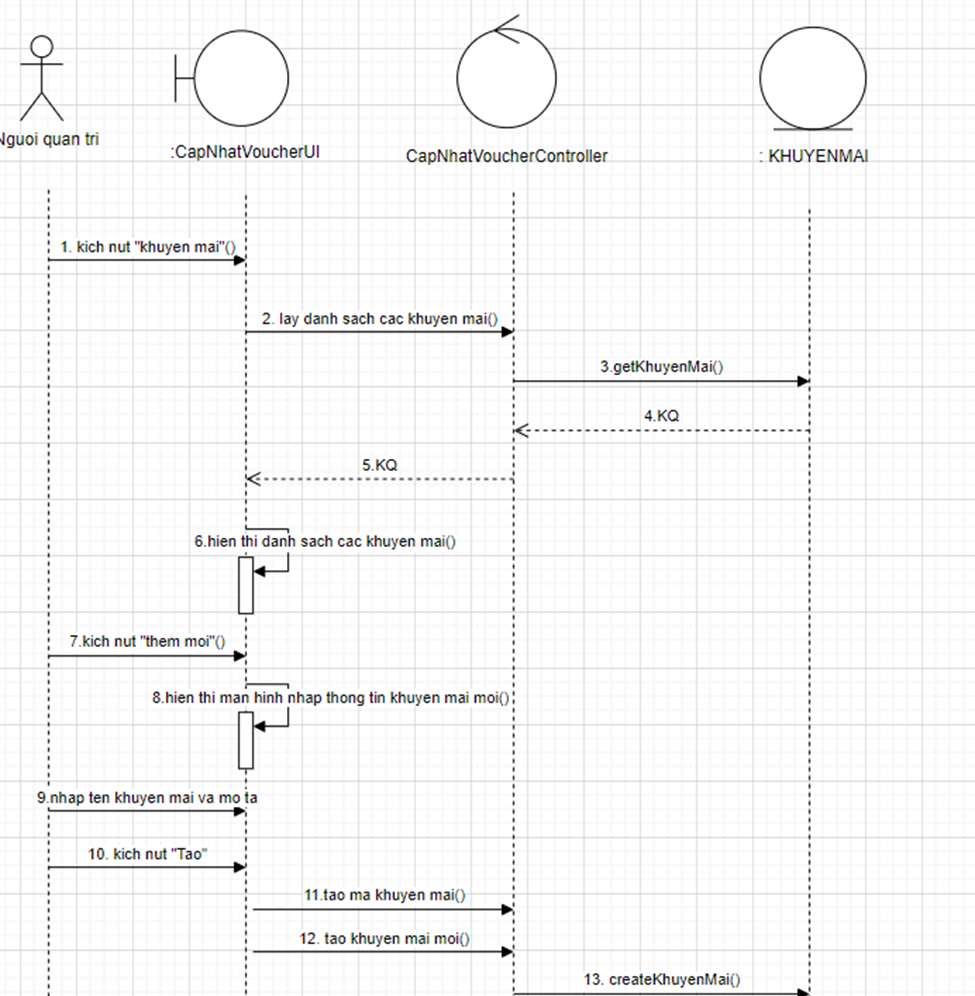 Nguoi quan tri
:CapNhatVoucherUI
CapNhatVoucherController
: KHUYENMAI
1. kich nut "khuyen mai"()
2. lay danh sach cac khuyen mai()
3.getKhuyenMai()
4.KQ
5.KQ
6.hien thi danh sach cac khuyen mai()
7.kich nut "them moi"()
8.hien thi man hinh nhap thong tin khuyen mai moi()
9.nhap ten khuyen mai va mo ta
10. kich nut "Tao"
11.tao ma khuyen mai()
12. tao khuyen mai moi()
13. createKhuyenMai()